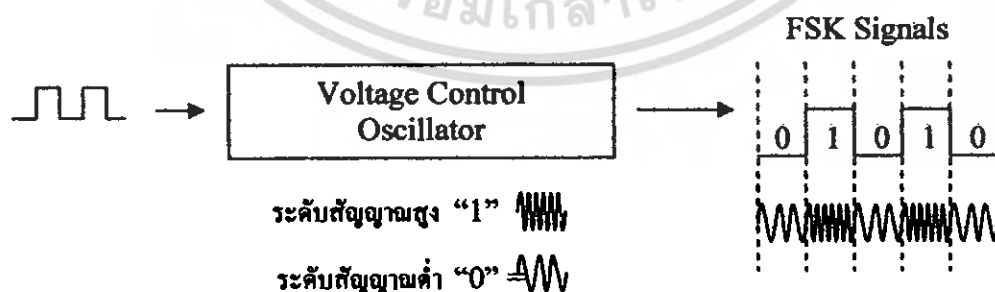 FSK Signals
Voltage Control
Oscillator
0 1 0 1 0
ระดับสัญญาณสูง “1”
ระดับสัญญาณต่ำ “0”